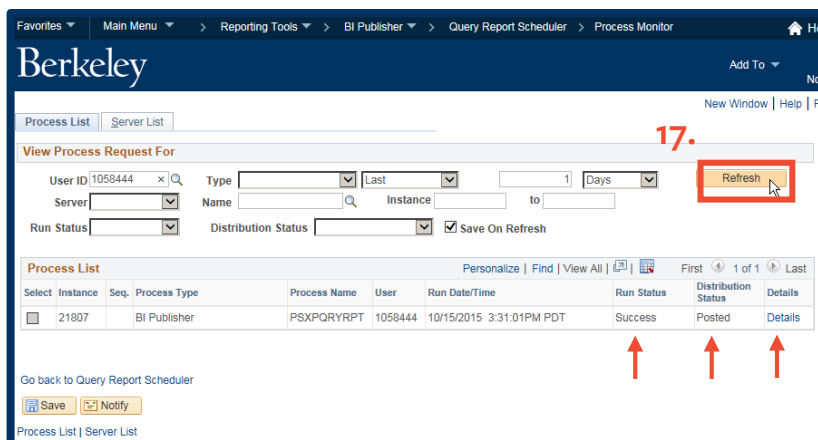 Favorites Main Menu > Reporting Tools > BI Publisher > Query Report Scheduler > Process Monitor
Berkeley
Add To
New Window | Help |
Process List Server List
17.
View Process Request For
User ID 1058444 × Type Last 1 Days Refresh
Server Name Instance to
Run Status Distribution Status Save On Refresh
Process List Personalize | Find | View All | | First 1 of 1 Last
Select Instance Seq. Process Type Process Name User Run Date/Time Run Status Distribution Status Details
21807 BI Publisher PSXPQRYRPT 1058444 10/15/2015 3:31:01PM PDT Success Posted Details
Go back to Query Report Scheduler
Save Notify
Process List | Server List